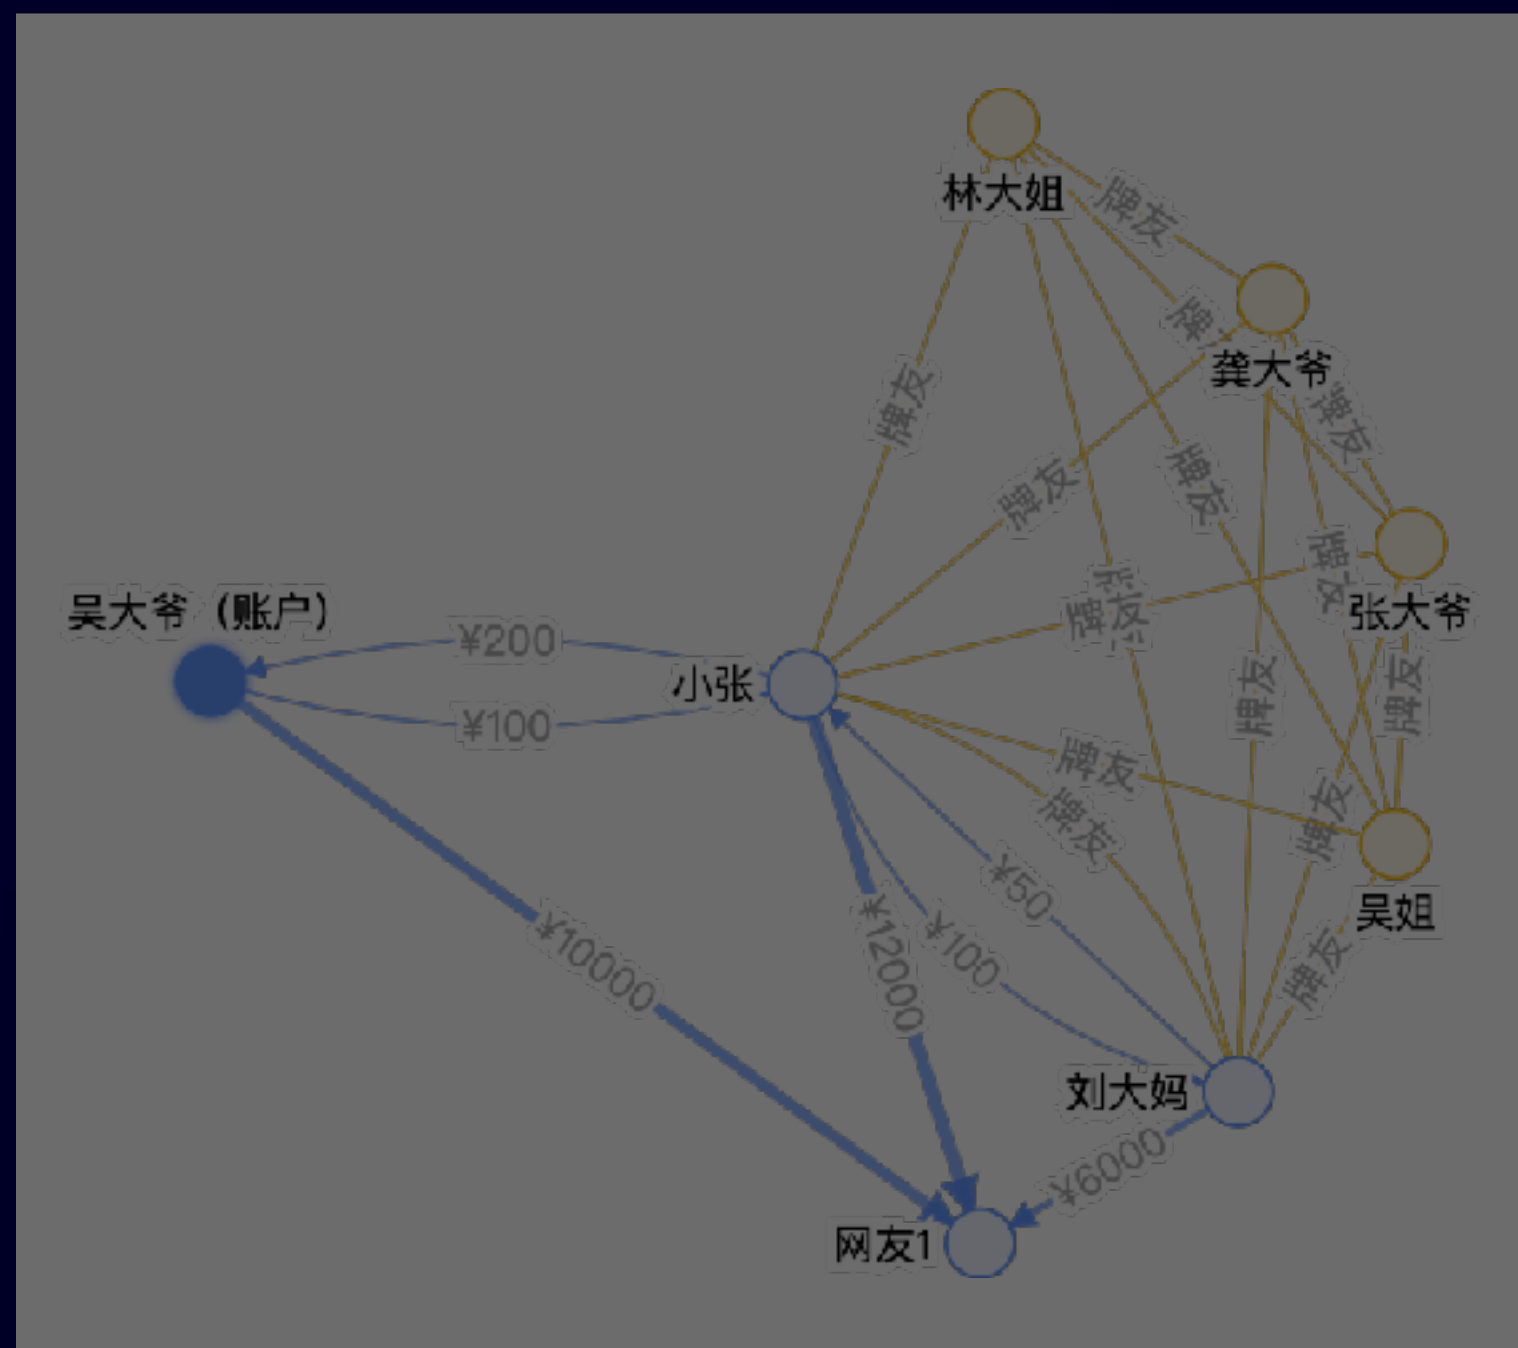 林大姐
牌友
牌
龚大爷
牌友
牌友
牌友
牌友
张大爷
吴大爷（账户）
¥200
牌友
小张
¥100
牌友
牌友
牌友
牌友
牌友
¥50
吴姐
¥10000
¥12000
¥100
牌友
刘大妈
¥6000
网友1